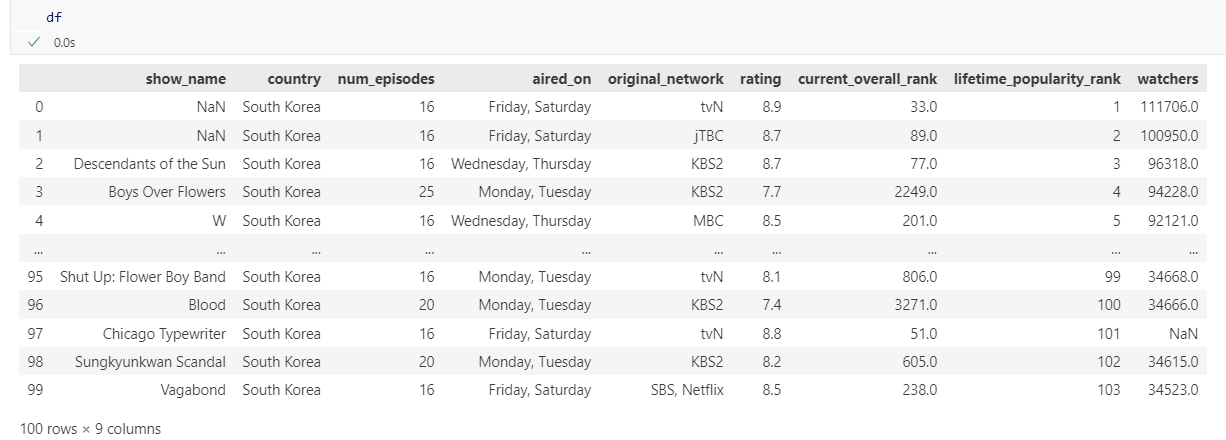 df
✓ 0.0s
show_name country num_episodes aired_on original_network rating current_overall_rank lifetime_popularity_rank watchers
0 NaN South Korea 16 Friday, Saturday tvN 8.9 33.0 1 111706.0
1 NaN South Korea 16 Friday, Saturday jTBC 8.7 89.0 2 100950.0
2 Descendants of the Sun South Korea 16 Wednesday, Thursday KBS2 8.7 77.0 3 96318.0
3 Boys Over Flowers South Korea 25 Monday, Tuesday KBS2 7.7 2249.0 4 94228.0
4 W South Korea 16 Wednesday, Thursday MBC 8.5 201.0 5 92121.0
... ... ... ... ... ... ... ... ... ...
95 Shut Up: Flower Boy Band South Korea 16 Monday, Tuesday tvN 8.1 806.0 99 34668.0
96 Blood South Korea 20 Monday, Tuesday KBS2 7.4 3271.0 100 34666.0
97 Chicago Typewriter South Korea 16 Friday, Saturday tvN 8.8 51.0 101 NaN
98 Sungkyunkwan Scandal South Korea 20 Monday, Tuesday KBS2 8.2 605.0 102 34615.0
99 Vagabond South Korea 16 Friday, Saturday SBS, Netflix 8.5 238.0 103 34523.0
100 rows × 9 columns